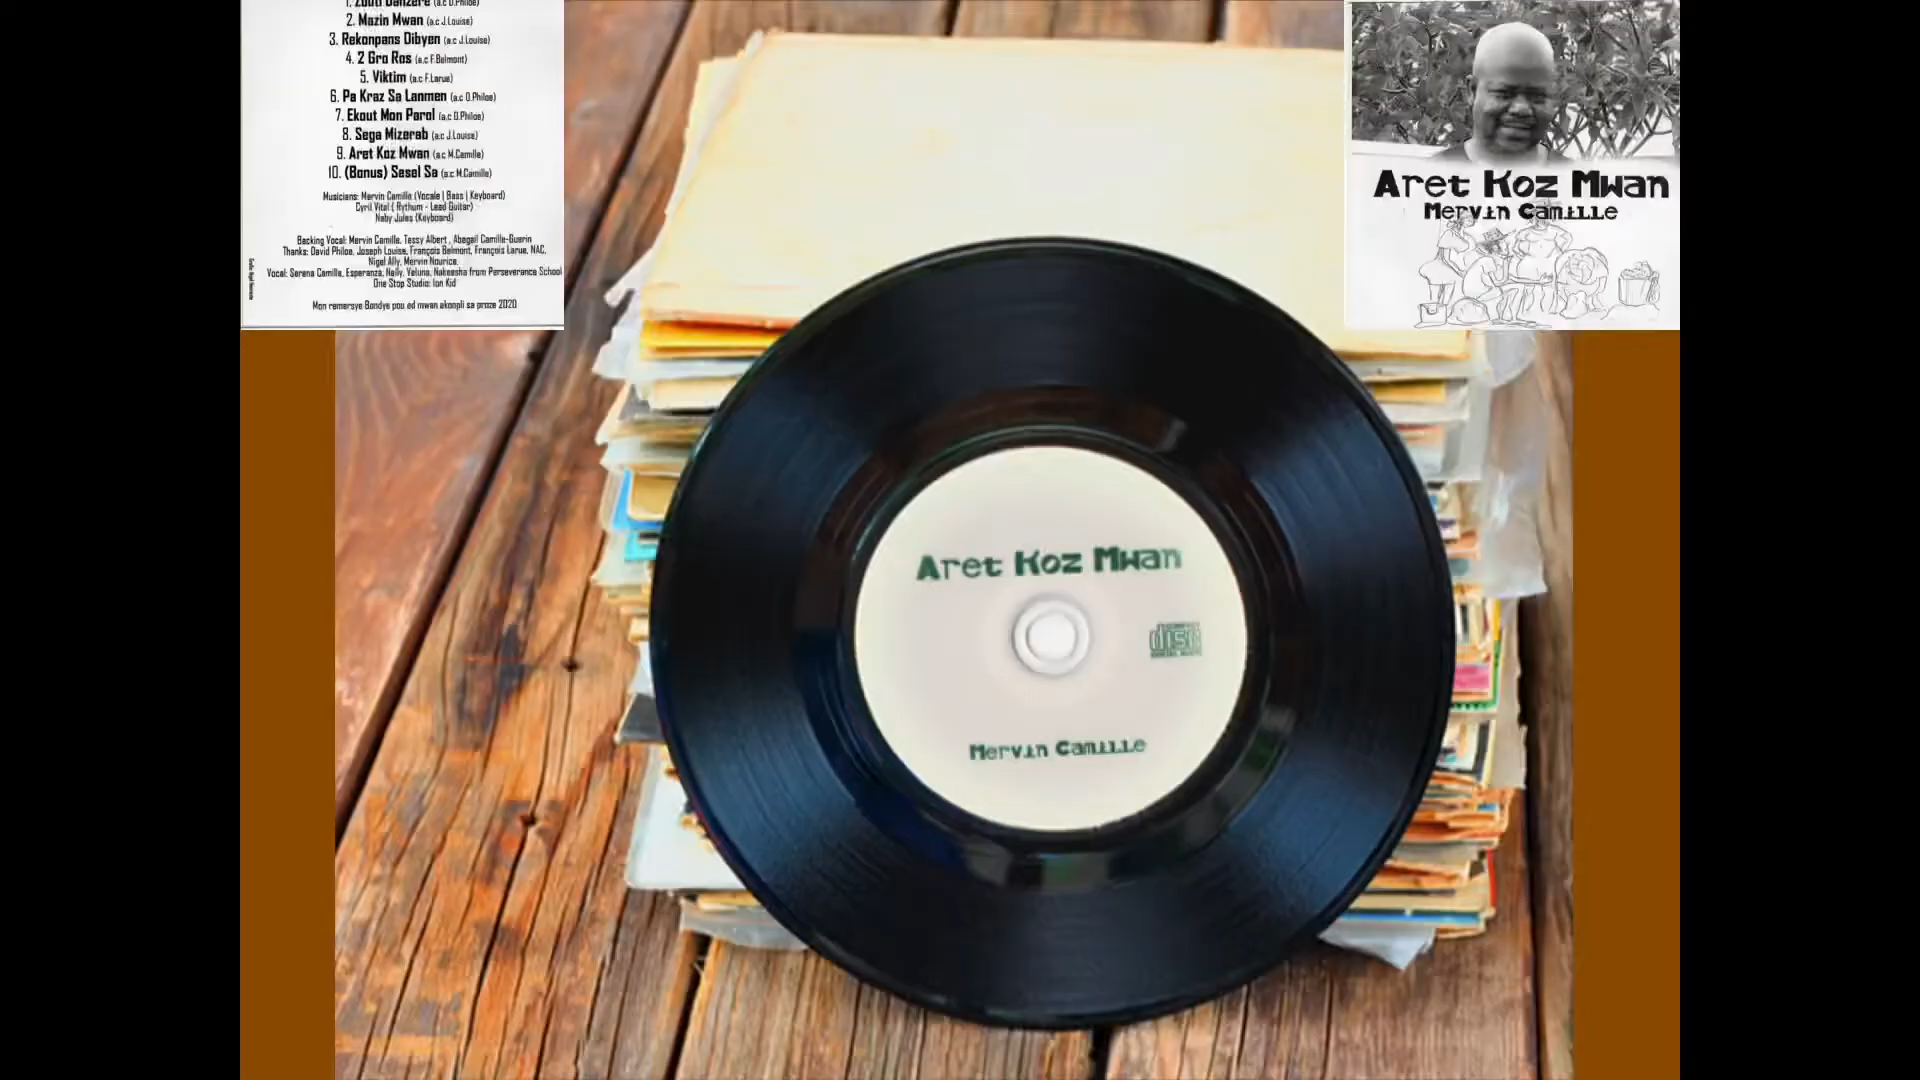 1. Zouti Danzere (a.c D.Philoe)
2. Mazin Mwan (a.c J.Louise)
3. Rekonpans Dibyen (a.c J.Louise)
4. 2 Gro Ros (a.c F.Belmont)
5. Viktim (a.c F.Larue)
6. Pa Kraz Sa Lanmen (a.c D.Philoe)
7. Ekout Mon Parol (a.c D.Philoe)
8. Sega Mizerab (a.c J.Louise)
9. Aret Koz Mwan (a.c M.Camille)
10. (Bonus) Sesel Sa (a.c M.Camille)
Musicians: Mervin Camille (Vocale | Bass | Keyboard)
Cyril Vital ( Rythum - Lead Guitar)
Naby Jules (Keyboard)
Backing Vocal: Mervin Camille, Tessy Albert , Abegail Camille-Guerin
Thanks: David Philoe, Joseph Louise, François Belmont, François Larue, NAC,
Nigel Ally, Mervin Nourice,
Vocal: Serena Camille, Esperanza, Nelly, Veluna, Nakeesha from Perseverance School
One Stop Studio: Ion Kid
Mon remersye Bondye pou ed mwan akonpli sa proze 2020
Aret Koz Mwan
Mervin Camille
Aret Koz Mwan
COMPACT
disc
DIGITAL AUDIO
Mervin Camille